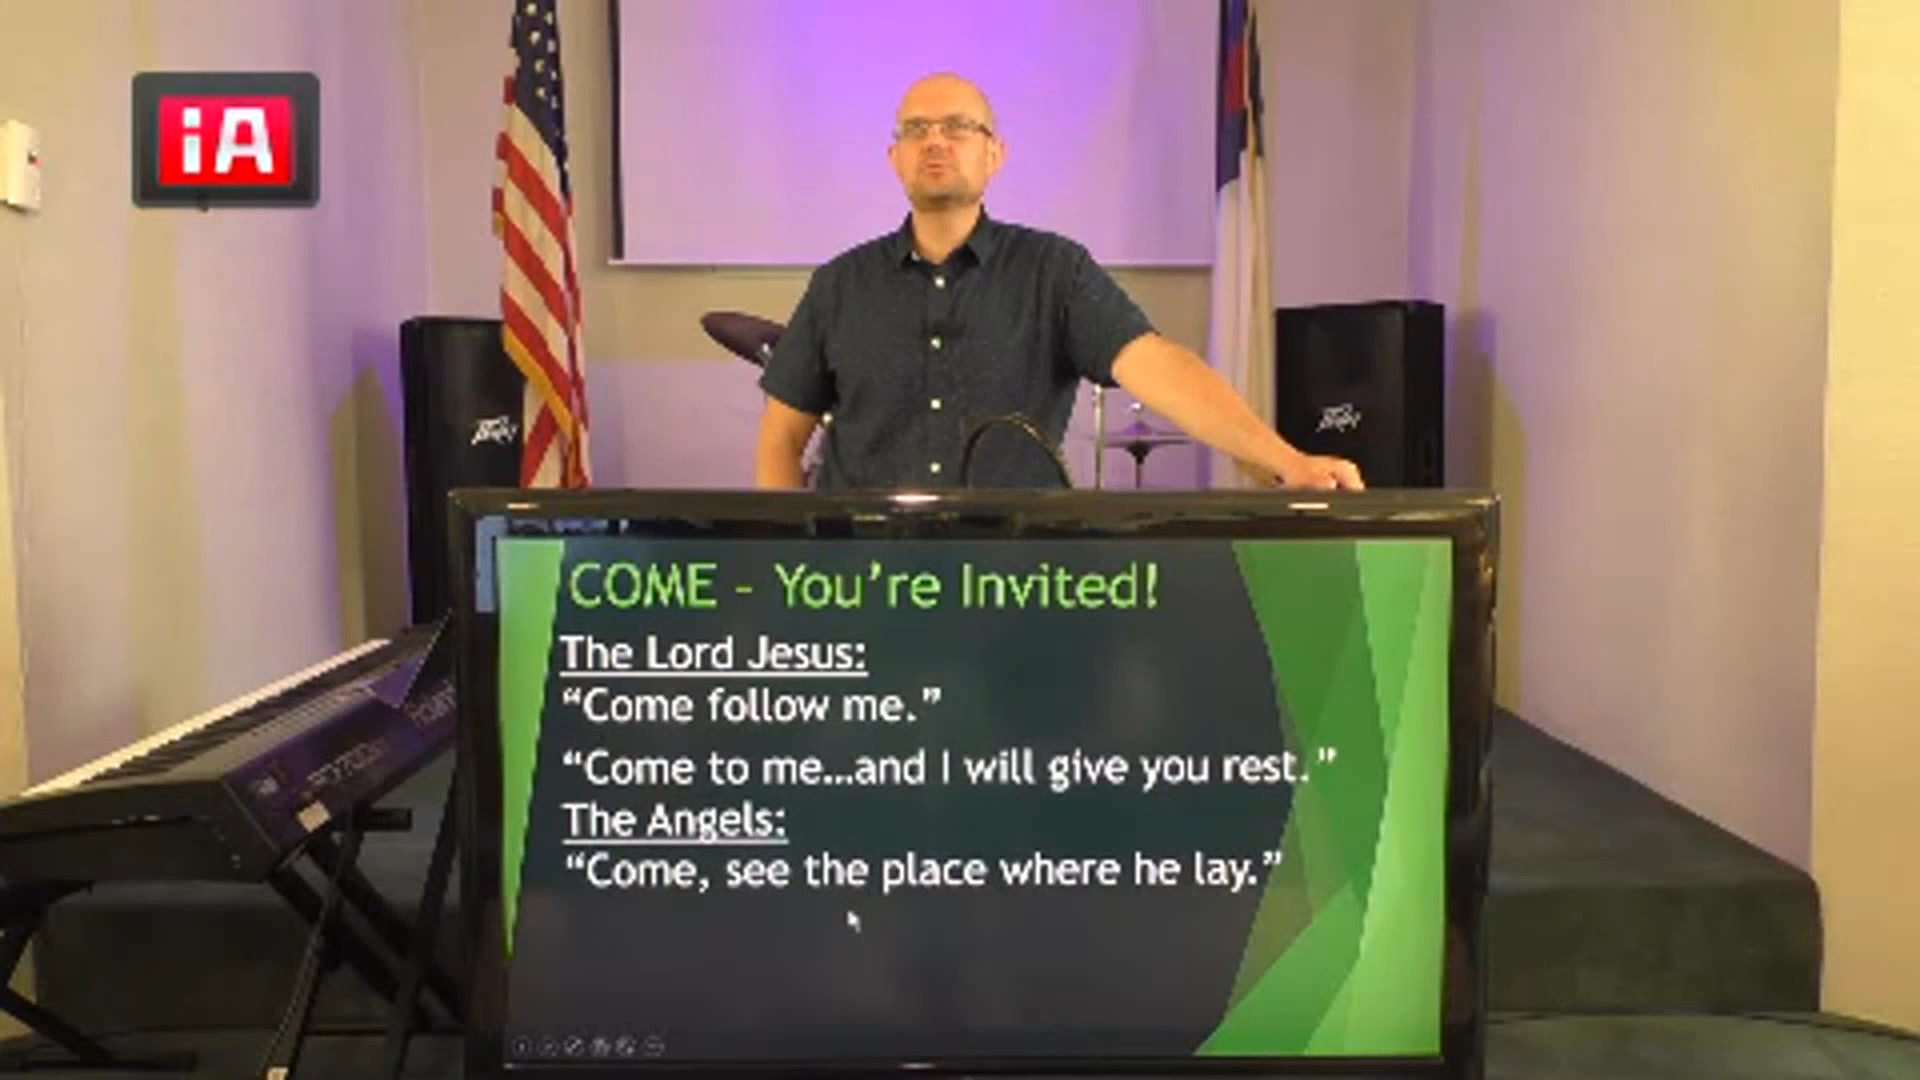 iA
COME - You're Invited!
The Lord Jesus:
“Come follow me.”
“Come to me...and I will give you rest.”
The Angels:
“Come, see the place where he lay.”